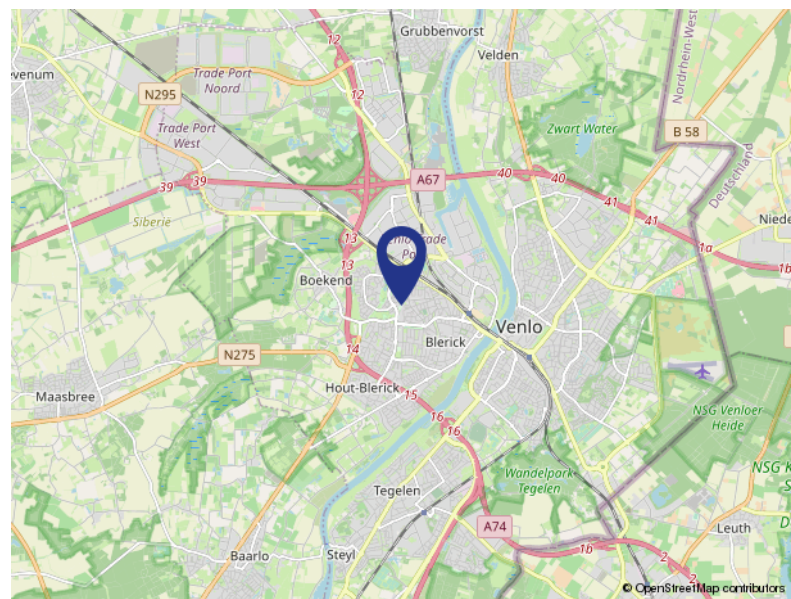 Grubbenvorst
12
Velden
Trade Port
Noord
N295
12
Trade Port
West
Zwart Water
B 58
Nordrhein-West
Deutschland
A67
40
40
39
39
41
41
Siberië
13
1a
1b
13
Boekend
Venlo
Blerick
14
N275
Hout-Blerick
15
Maasbree
16
16
NSG Venloer
Heide
Wandelpark
Tegelen
Tegelen
A74
Leuth
Baarlo
Steyl
1b
2
2
© OpenStreetMap contributors